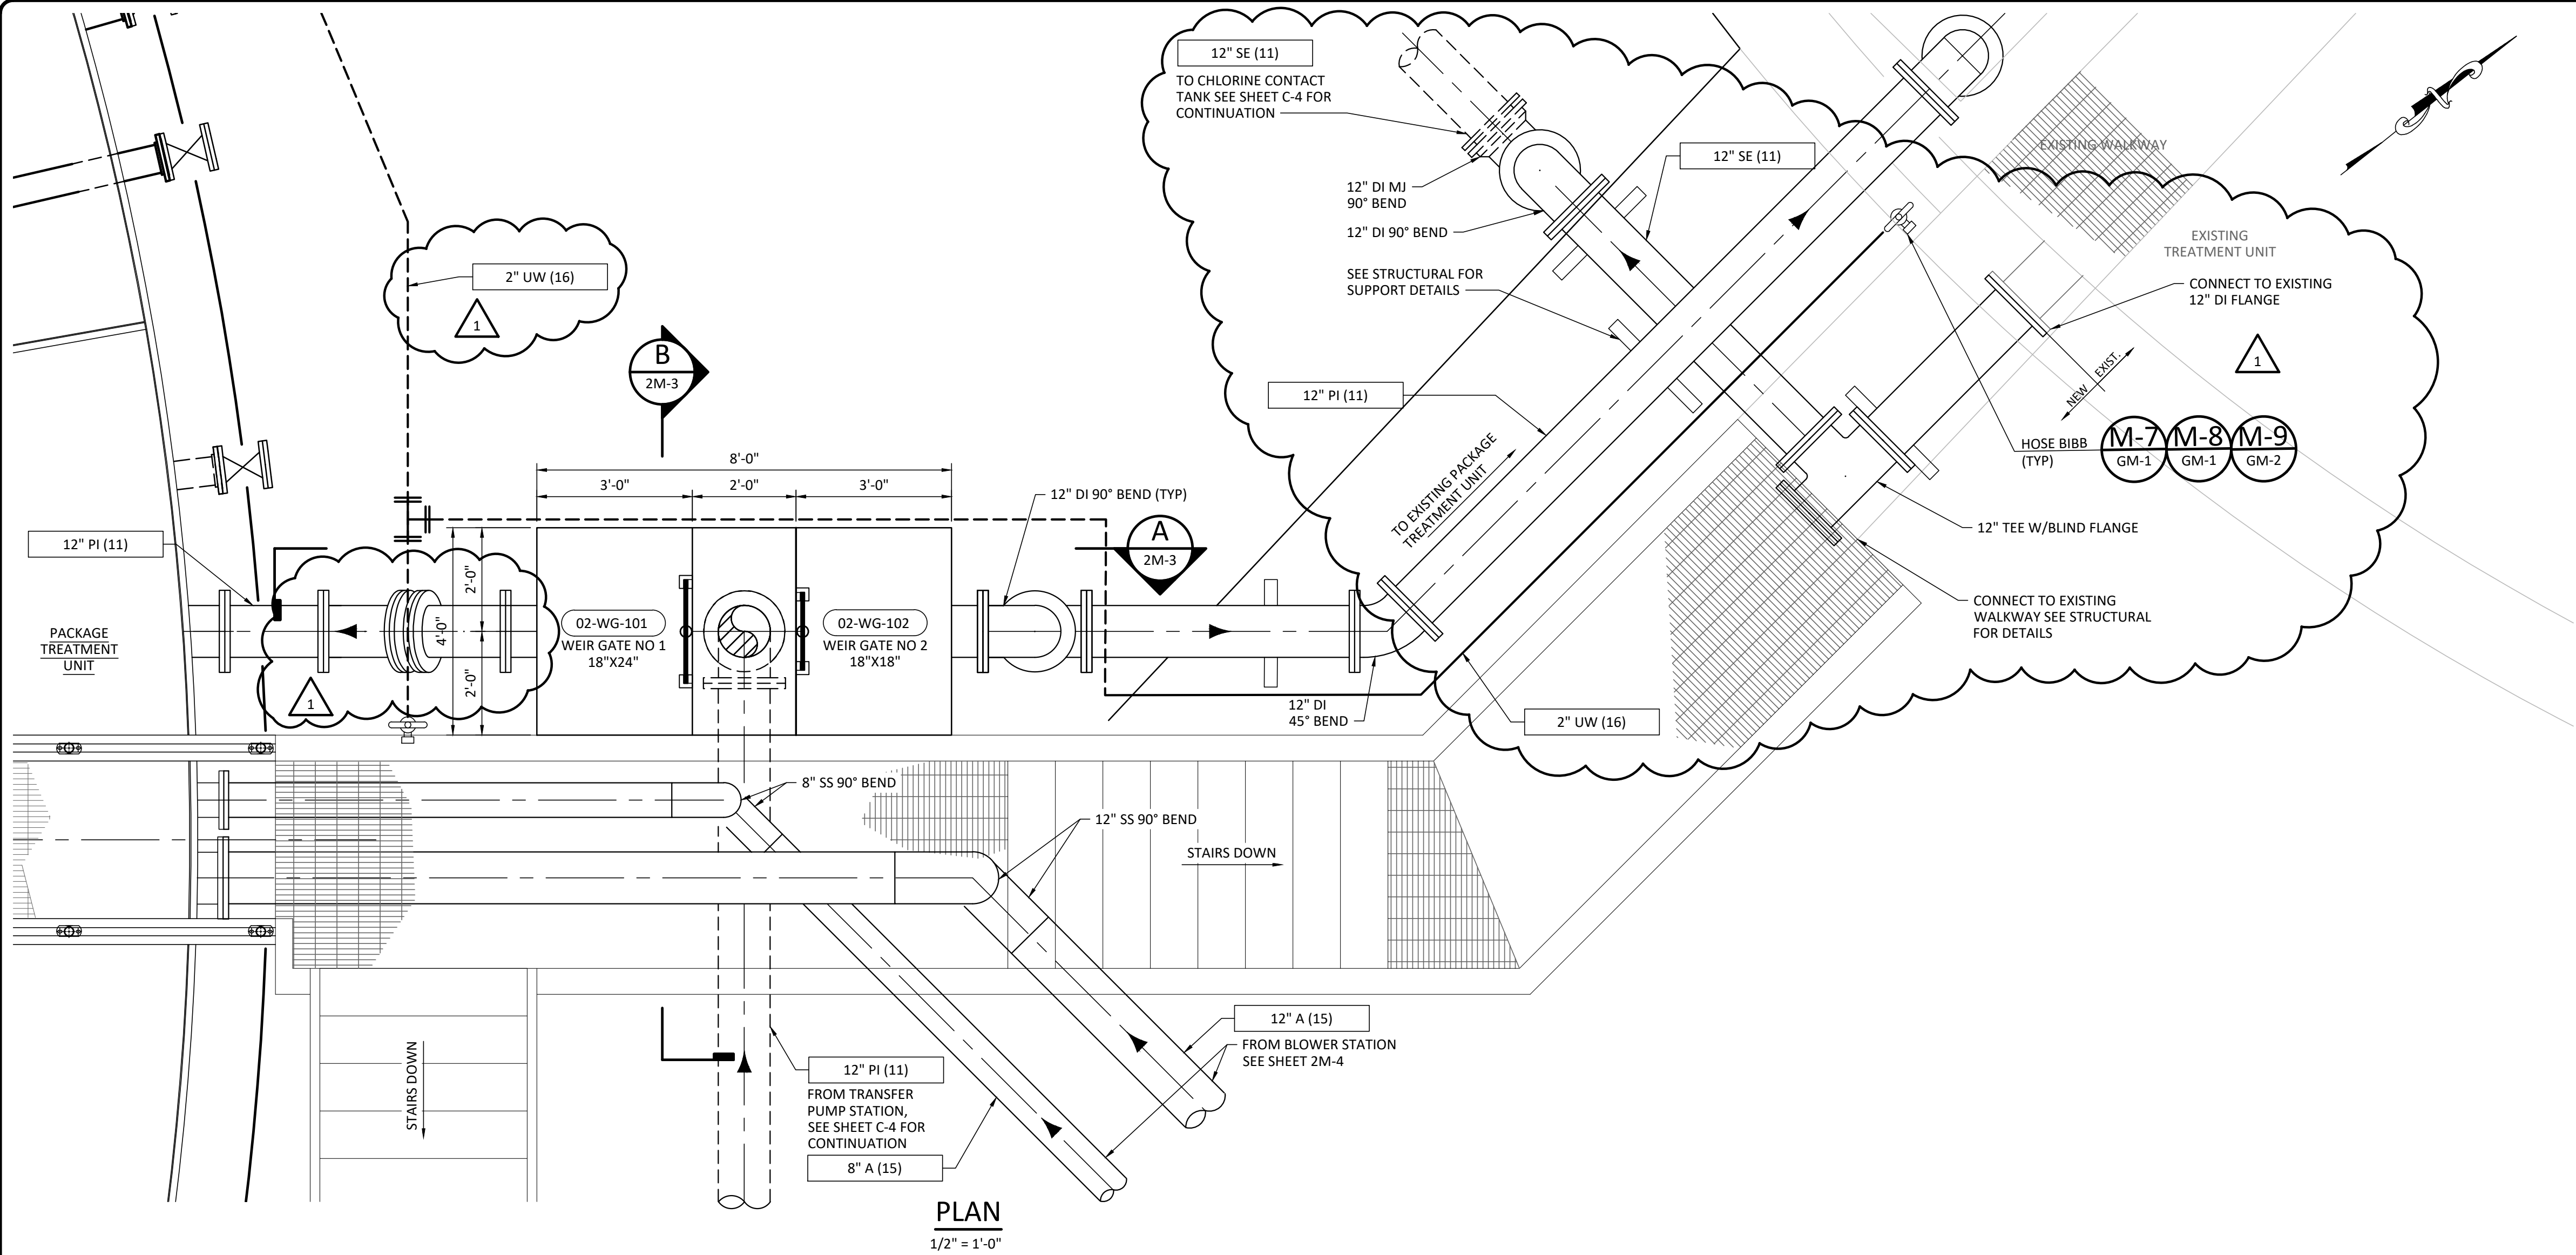 12" SE (11)
TO CHLORINE CONTACT
TANK SEE SHEET C-4 FOR
CONTINUATION
12" SE (11)
EXISTING WALKWAY
12" DI MJ
90° BEND
12" DI 90° BEND
SEE STRUCTURAL FOR
SUPPORT DETAILS
EXISTING
TREATMENT UNIT
CONNECT TO EXISTING
12" DI FLANGE
1
NEW
EXIST.
2" UW (16)
1
B
2M-3
12" PI (11)
TO EXISTING PACKAGE
TREATMENT UNIT
HOSE BIBB
(TYP)
M-7
GM-1
M-8
GM-1
M-9
GM-2
8'-0"
3'-0"
2'-0"
3'-0"
12" DI 90° BEND (TYP)
12" TEE W/BLIND FLANGE
A
2M-3
12" PI (11)
2'-0"
4'-0"
2'-0"
PACKAGE
TREATMENT
UNIT
1
02-WG-101
WEIR GATE NO 1
18"X24"
02-WG-102
WEIR GATE NO 2
18"X18"
CONNECT TO EXISTING
WALKWAY SEE STRUCTURAL
FOR DETAILS
12" DI
45° BEND
2" UW (16)
8" SS 90° BEND
12" SS 90° BEND
STAIRS DOWN
STAIRS DOWN
12" A (15)
FROM BLOWER STATION
SEE SHEET 2M-4
12" PI (11)
FROM TRANSFER
PUMP STATION,
SEE SHEET C-4 FOR
CONTINUATION
8" A (15)
PLAN
1/2" = 1'-0"